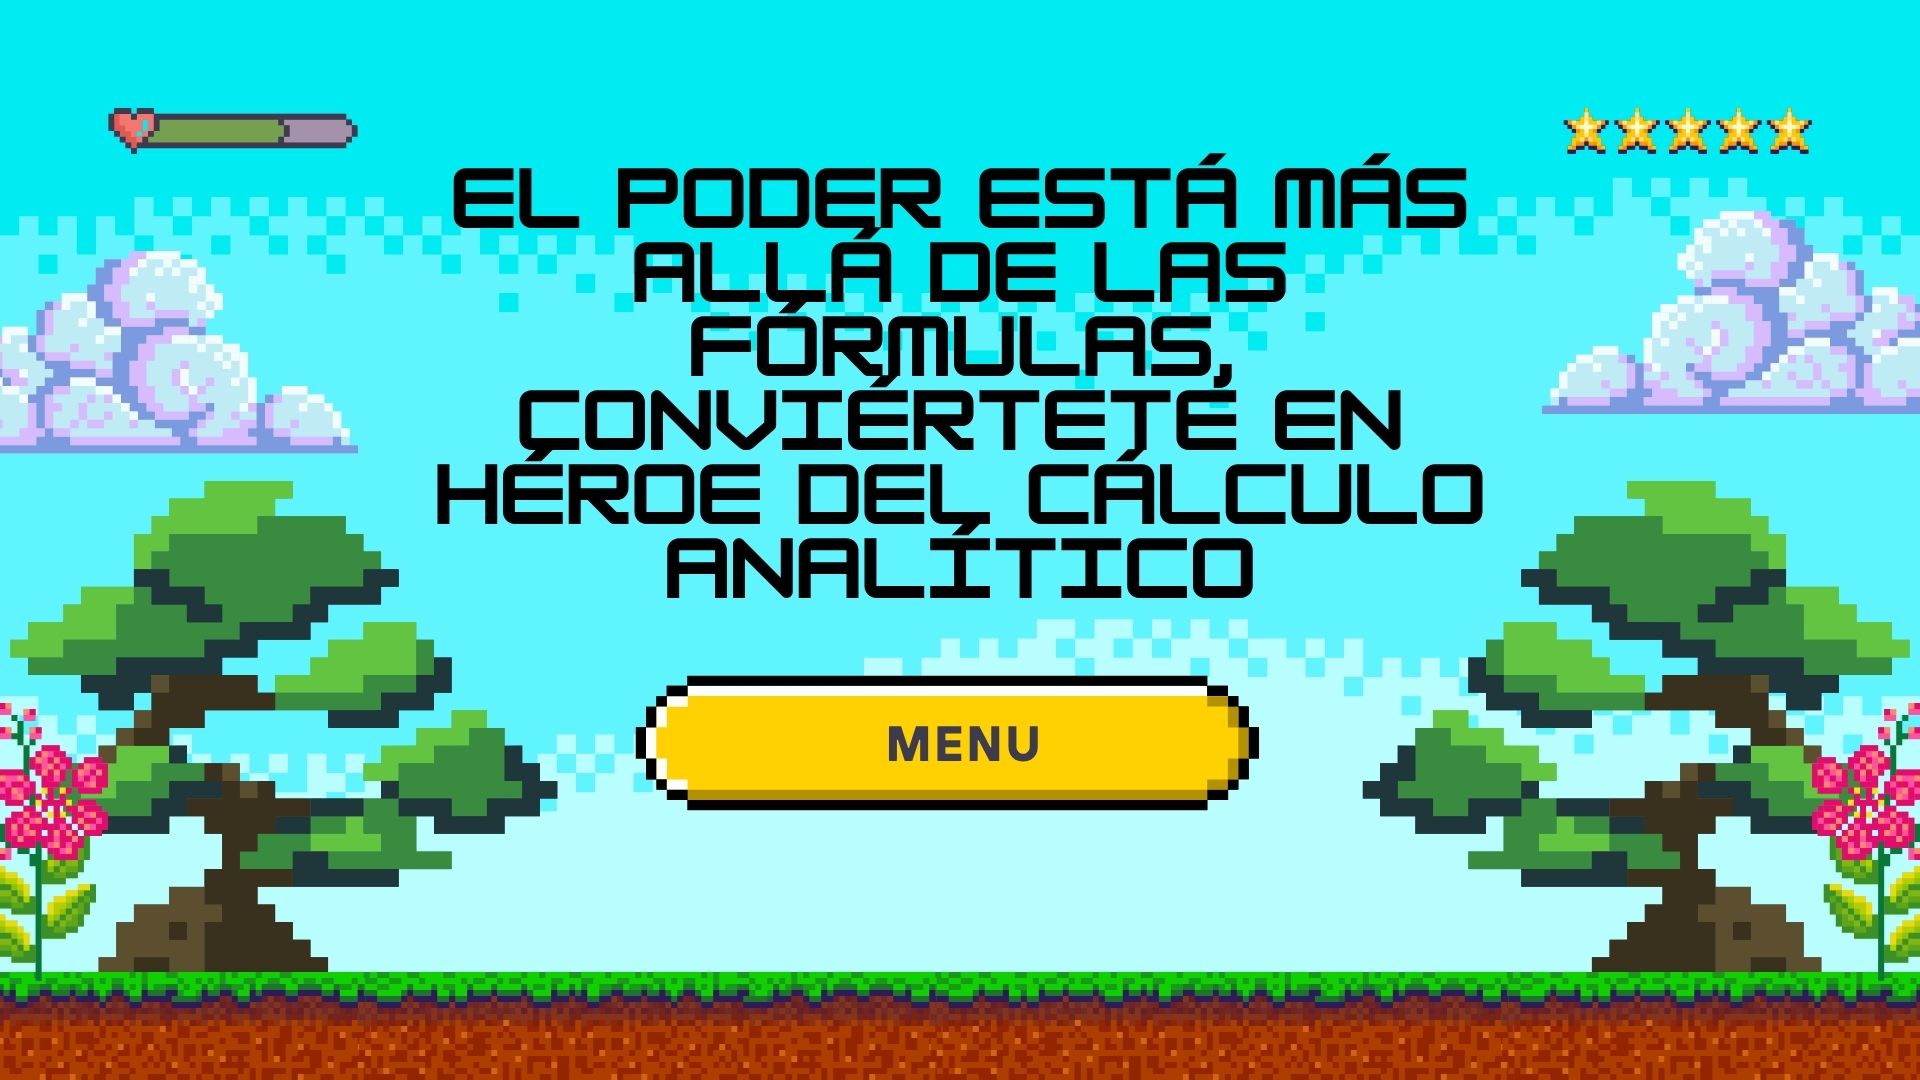 EL PODER ESTÁ MÁS
ALLÁ DE LAS
FÓRMULAS,
CONVIÉRTETE EN
HÉROE DEL CÁLCULO
ANALÍTICO
MENU